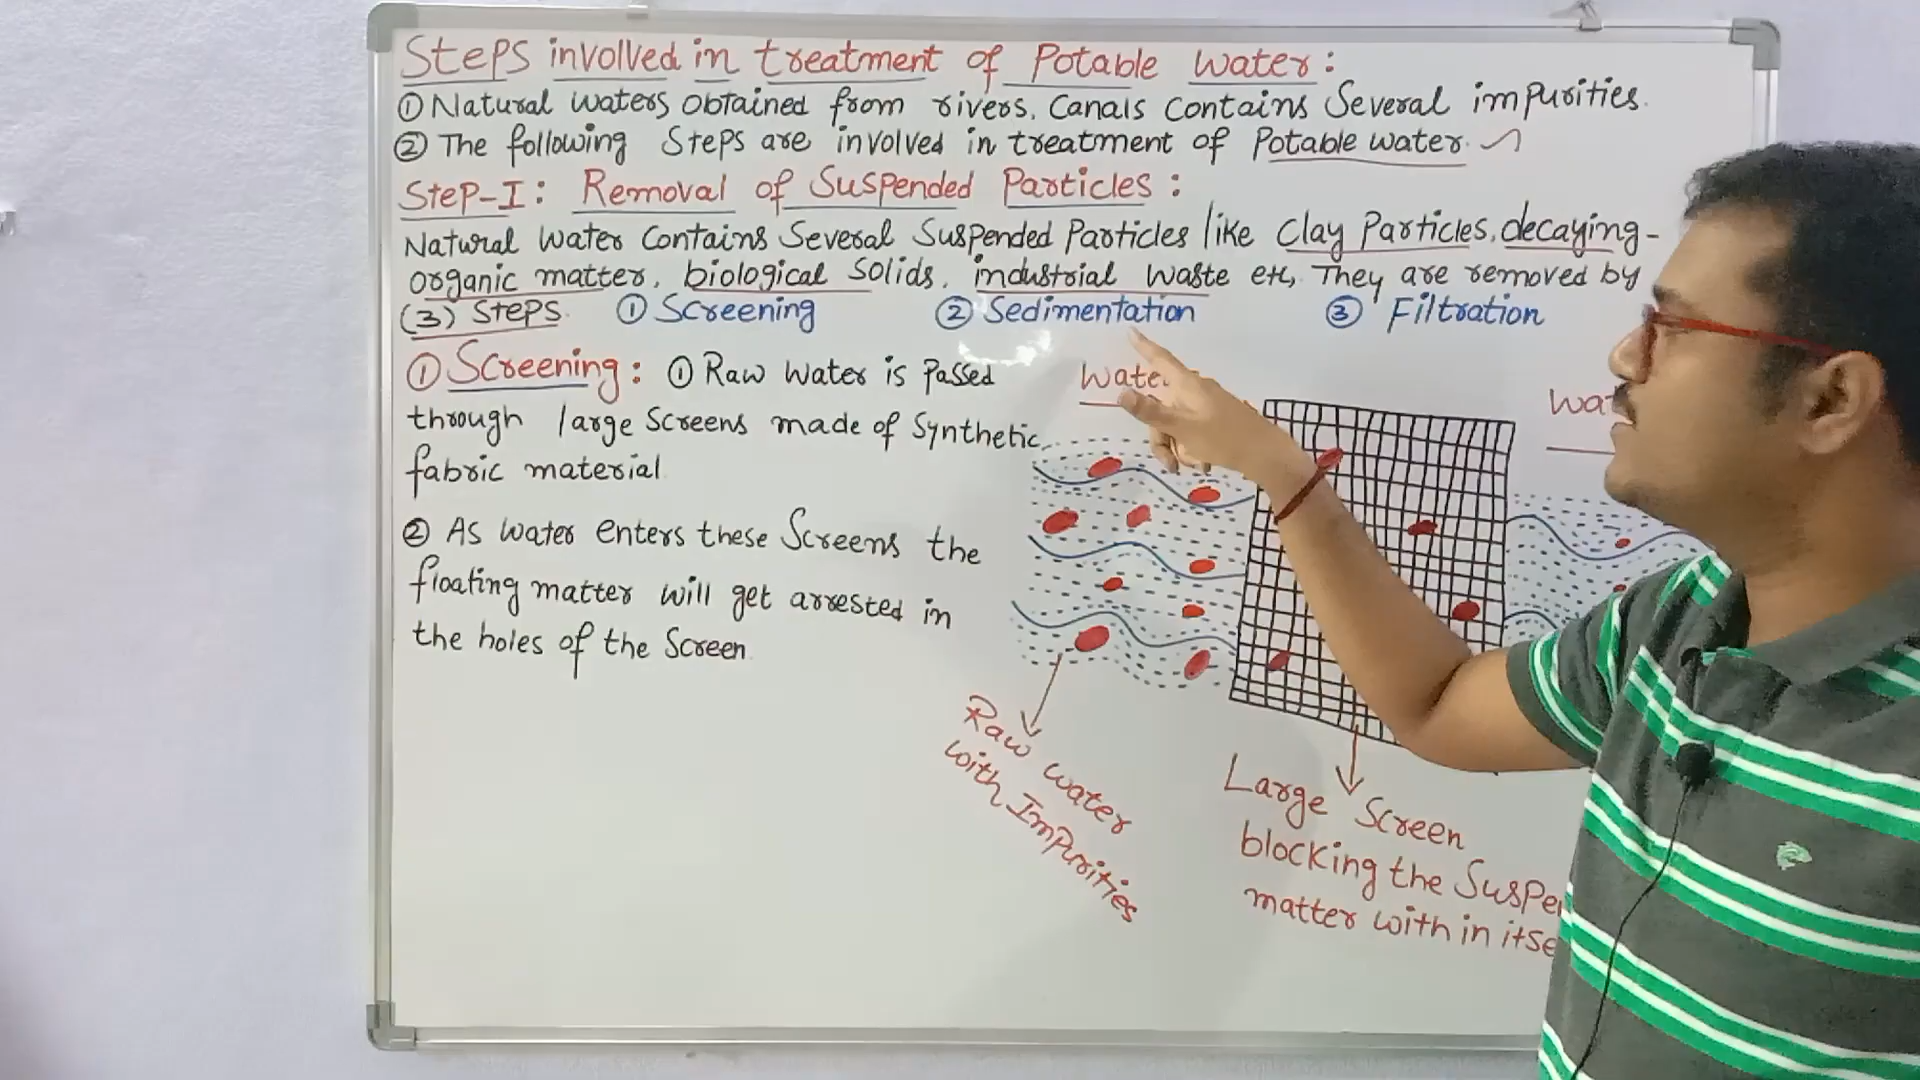 Steps involved in treatment of Potable Water:
① Natural waters obtained from rivers, Canals Contains Several impurities.
② The following Steps are involved in treatment of Potable water.
Step-I: Removal of Suspended Particles:
Natural Water Contains Several Suspended Particles like Clay Particles, decaying-
organic matter, biological Solids, industrial waste etc, They are removed by
(3) Steps. ① Screening ② Sedimentation ③ Filtration
① Screening: ① Raw Water is Passed
through large Screens made of Synthetic
fabric material.
② As water enters these Screens the
floating matter will get arrested in
the holes of the Screen.
Raw water
with Impurities
Large Screen
blocking the
matter with in